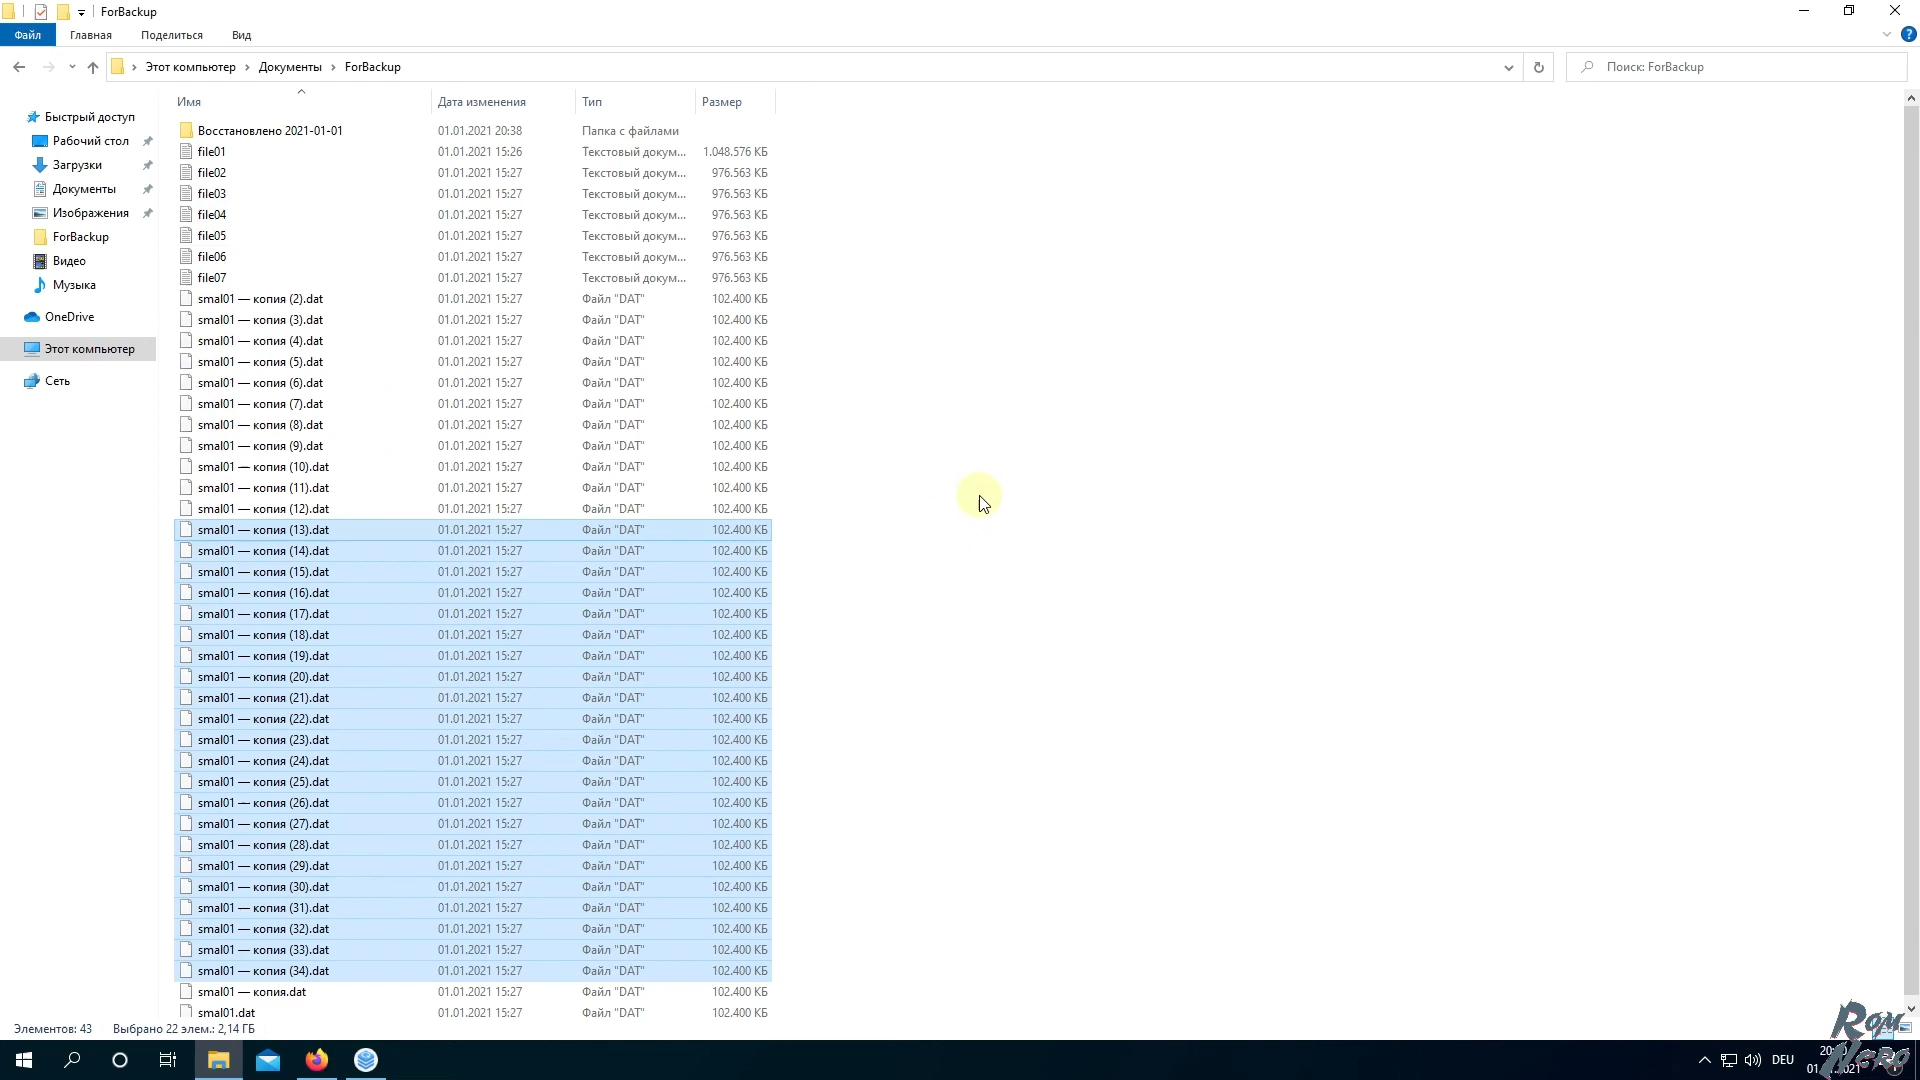 ForBackup
Файл Главная Поделиться Вид
Этот компьютер › Документы › ForBackup Поиск: ForBackup
Имя Дата изменения Тип Размер
Быстрый доступ
Рабочий стол
Загрузки
Документы
Изображения
ForBackup
Видео
Музыка
OneDrive
Этот компьютер
Сеть
Восстановлено 2021-01-01 01.01.2021 20:38 Папка с файлами
file01 01.01.2021 15:26 Текстовый докум... 1.048.576 КБ
file02 01.01.2021 15:27 Текстовый докум... 976.563 КБ
file03 01.01.2021 15:27 Текстовый докум... 976.563 КБ
file04 01.01.2021 15:27 Текстовый докум... 976.563 КБ
file05 01.01.2021 15:27 Текстовый докум... 976.563 КБ
file06 01.01.2021 15:27 Текстовый докум... 976.563 КБ
file07 01.01.2021 15:27 Текстовый докум... 976.563 КБ
smal01 — копия (2).dat 01.01.2021 15:27 Файл "DAT" 102.400 КБ
smal01 — копия (3).dat 01.01.2021 15:27 Файл "DAT" 102.400 КБ
smal01 — копия (4).dat 01.01.2021 15:27 Файл "DAT" 102.400 КБ
smal01 — копия (5).dat 01.01.2021 15:27 Файл "DAT" 102.400 КБ
smal01 — копия (6).dat 01.01.2021 15:27 Файл "DAT" 102.400 КБ
smal01 — копия (7).dat 01.01.2021 15:27 Файл "DAT" 102.400 КБ
smal01 — копия (8).dat 01.01.2021 15:27 Файл "DAT" 102.400 КБ
smal01 — копия (9).dat 01.01.2021 15:27 Файл "DAT" 102.400 КБ
smal01 — копия (10).dat 01.01.2021 15:27 Файл "DAT" 102.400 КБ
smal01 — копия (11).dat 01.01.2021 15:27 Файл "DAT" 102.400 КБ
smal01 — копия (12).dat 01.01.2021 15:27 Файл "DAT" 102.400 КБ
smal01 — копия (13).dat 01.01.2021 15:27 Файл "DAT" 102.400 КБ
smal01 — копия (14).dat 01.01.2021 15:27 Файл "DAT" 102.400 КБ
smal01 — копия (15).dat 01.01.2021 15:27 Файл "DAT" 102.400 КБ
smal01 — копия (16).dat 01.01.2021 15:27 Файл "DAT" 102.400 КБ
smal01 — копия (17).dat 01.01.2021 15:27 Файл "DAT" 102.400 КБ
smal01 — копия (18).dat 01.01.2021 15:27 Файл "DAT" 102.400 КБ
smal01 — копия (19).dat 01.01.2021 15:27 Файл "DAT" 102.400 КБ
smal01 — копия (20).dat 01.01.2021 15:27 Файл "DAT" 102.400 КБ
smal01 — копия (21).dat 01.01.2021 15:27 Файл "DAT" 102.400 КБ
smal01 — копия (22).dat 01.01.2021 15:27 Файл "DAT" 102.400 КБ
smal01 — копия (23).dat 01.01.2021 15:27 Файл "DAT" 102.400 КБ
smal01 — копия (24).dat 01.01.2021 15:27 Файл "DAT" 102.400 КБ
smal01 — копия (25).dat 01.01.2021 15:27 Файл "DAT" 102.400 КБ
smal01 — копия (26).dat 01.01.2021 15:27 Файл "DAT" 102.400 КБ
smal01 — копия (27).dat 01.01.2021 15:27 Файл "DAT" 102.400 КБ
smal01 — копия (28).dat 01.01.2021 15:27 Файл "DAT" 102.400 КБ
smal01 — копия (29).dat 01.01.2021 15:27 Файл "DAT" 102.400 КБ
smal01 — копия (30).dat 01.01.2021 15:27 Файл "DAT" 102.400 КБ
smal01 — копия (31).dat 01.01.2021 15:27 Файл "DAT" 102.400 КБ
smal01 — копия (32).dat 01.01.2021 15:27 Файл "DAT" 102.400 КБ
smal01 — копия (33).dat 01.01.2021 15:27 Файл "DAT" 102.400 КБ
smal01 — копия (34).dat 01.01.2021 15:27 Файл "DAT" 102.400 КБ
smal01 — копия.dat 01.01.2021 15:27 Файл "DAT" 102.400 КБ
smal01.dat 01.01.2021 15:27 Файл "DAT" 102.400 КБ
Элементов: 43 Выбрано 22 элем.: 2,14 ГБ
DEU
Rom
Nero